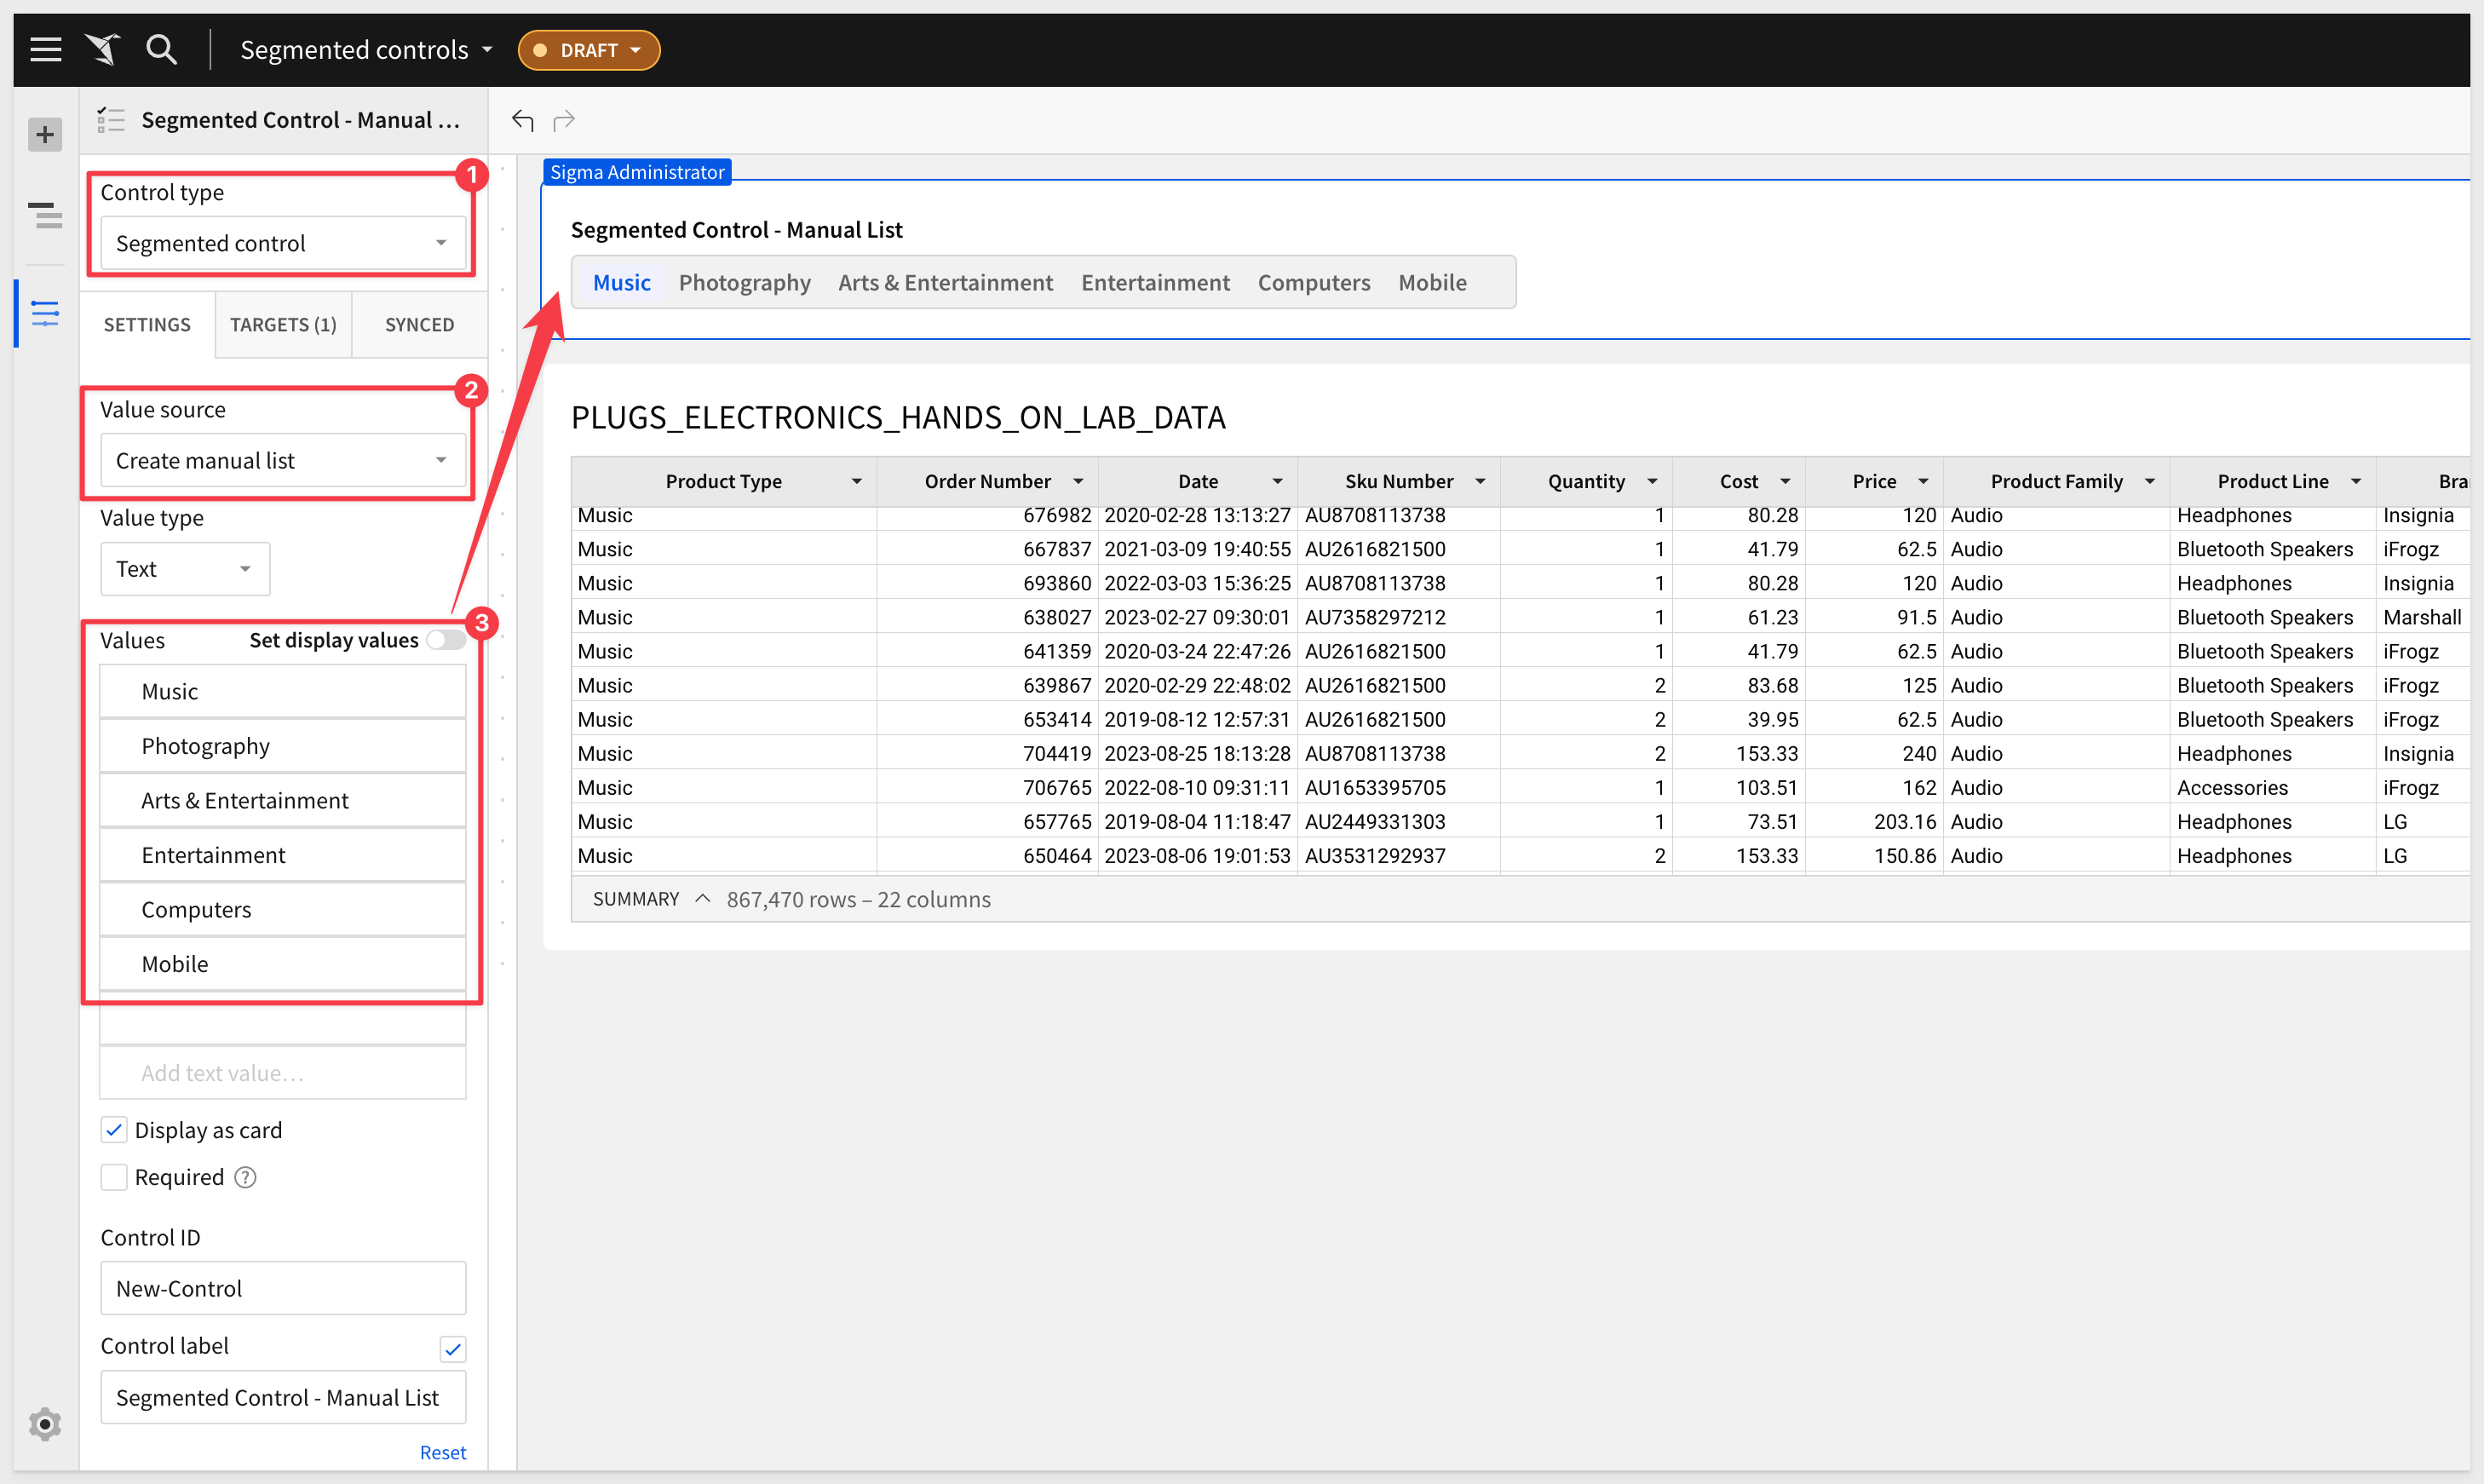 Segmented controls
DRAFT
Segmented Control - Manual ...
1
Control type
Segmented control
SETTINGS TARGETS (1) SYNCED
2
Value source
Create manual list
Value type
Text
3
Values Set display values
Music
Photography
Arts & Entertainment
Entertainment
Computers
Mobile
Add text value...
Display as card
Required ?
Control ID
New-Control
Control label
Segmented Control - Manual List
Reset
Sigma Administrator
Segmented Control - Manual List
Music Photography Arts & Entertainment Entertainment Computers Mobile
PLUGS_ELECTRONICS_HANDS_ON_LAB_DATA
Product Type Order Number Date Sku Number Quantity Cost Price Product Family Product Line Bra
Music 676982 2020-02-28 13:13:27 AU8708113738 1 80.28 120 Audio Headphones Insignia
Music 667837 2021-03-09 19:40:55 AU2616821500 1 41.79 62.5 Audio Bluetooth Speakers iFrogz
Music 693860 2022-03-03 15:36:25 AU8708113738 1 80.28 120 Audio Headphones Insignia
Music 638027 2023-02-27 09:30:01 AU7358297212 1 61.23 91.5 Audio Bluetooth Speakers Marshall
Music 641359 2020-03-24 22:47:26 AU2616821500 1 41.79 62.5 Audio Bluetooth Speakers iFrogz
Music 639867 2020-02-29 22:48:02 AU2616821500 2 83.68 125 Audio Bluetooth Speakers iFrogz
Music 653414 2019-08-12 12:57:31 AU2616821500 2 39.95 62.5 Audio Bluetooth Speakers iFrogz
Music 704419 2023-08-25 18:13:28 AU8708113738 2 153.33 240 Audio Headphones Insignia
Music 706765 2022-08-10 09:31:11 AU1653395705 1 103.51 162 Audio Accessories iFrogz
Music 657765 2019-08-04 11:18:47 AU2449331303 1 73.51 203.16 Audio Headphones LG
Music 650464 2023-08-06 19:01:53 AU3531292937 2 153.33 150.86 Audio Headphones LG
SUMMARY 867,470 rows – 22 columns